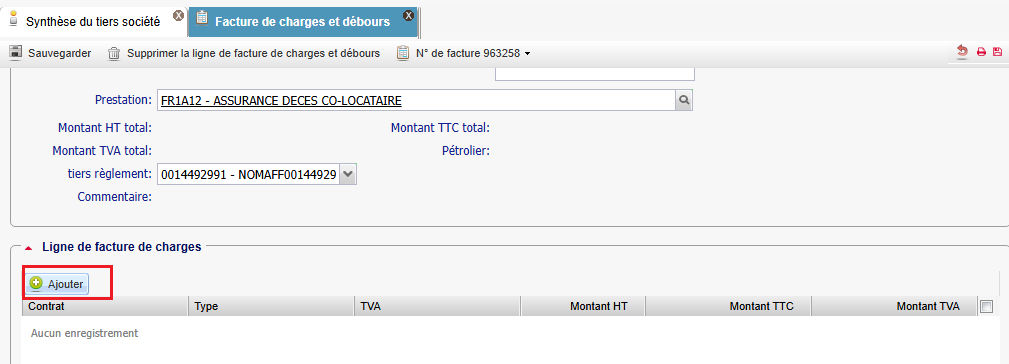 Synthèse du tiers société
Facture de charges et débours
Sauvegarder Supprimer la ligne de facture de charges et débours N° de facture 963258
Prestation: FR1A12 - ASSURANCE DECES CO-LOCATAIRE
Montant HT total: Montant TTC total:
Montant TVA total: Pétrolier:
tiers règlement: 0014492991 - NOMAFF00144929
Commentaire:
Ligne de facture de charges
Ajouter
Contrat Type TVA Montant HT Montant TTC Montant TVA
Aucun enregistrement